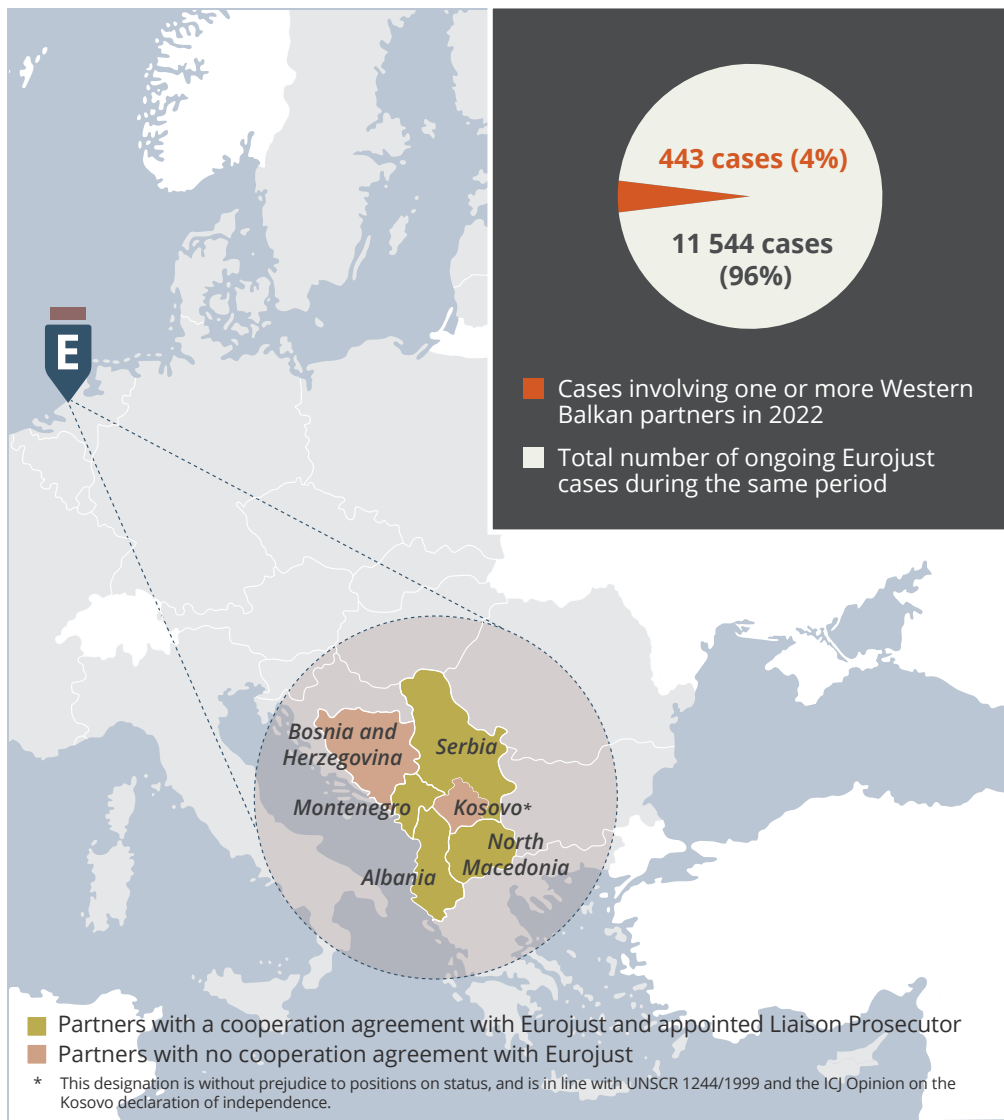 443 cases (4%)
11 544 cases
(96%)
E
Cases involving one or more Western
Balkan partners in 2022
Total number of ongoing Eurojust
cases during the same period
Bosnia and
Herzegovina
Serbia
Montenegro
Kosovo*
North
Macedonia
Albania
Partners with a cooperation agreement with Eurojust and appointed Liaison Prosecutor
Partners with no cooperation agreement with Eurojust
* This designation is without prejudice to positions on status, and is in line with UNSCR 1244/1999 and the ICJ Opinion on the
Kosovo declaration of independence.